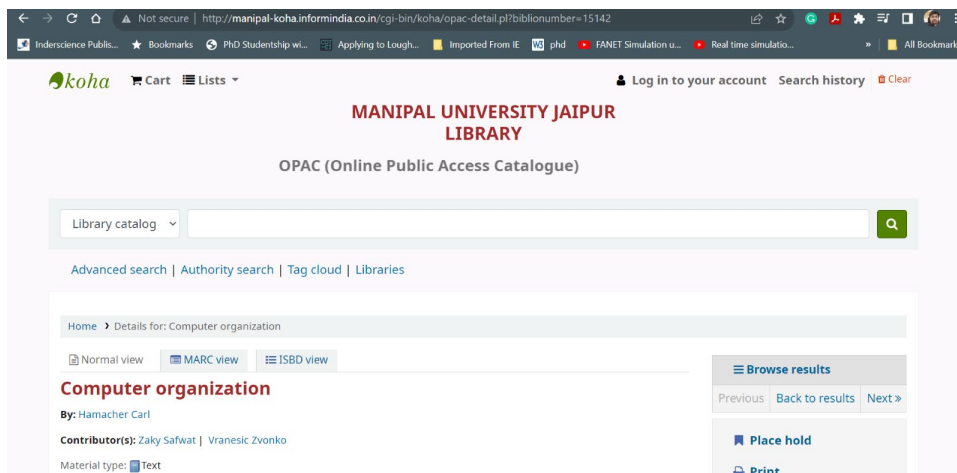 Not secure | http://manipal-koha.informindia.co.in/cgi-bin/koha/opac-detail.pl?biblionumber=15142
Inderscience Publis... Bookmarks PhD Studentship wi... Applying to Lough... Imported From IE W3 phd FANET Simulation u... Real time simulatio... » All Bookmark
koha Cart Lists Log in to your account Search history Clear
MANIPAL UNIVERSITY JAIPUR
LIBRARY
OPAC (Online Public Access Catalogue)
Library catalog
Advanced search | Authority search | Tag cloud | Libraries
Home Details for: Computer organization
Normal view MARC view ISBD view
Browse results
Computer organization
Previous Back to results Next »
By: Hamacher Carl
Contributor(s): Zaky Safwat | Vranesic Zvonko
Place hold
Material type: Text
Print